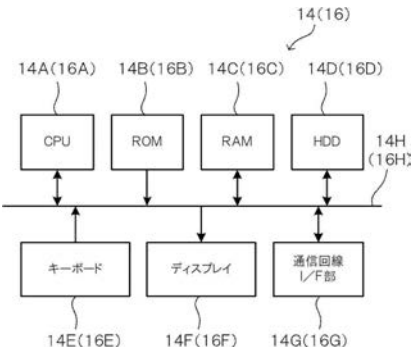 14(16)
14A(16A) 14B(16B) 14C(16C) 14D(16D)
CPU ROM RAM HDD
14H
(16H)
キーボード ディスプレイ 通信回線
I/F部
14E(16E) 14F(16F) 14G(16G)